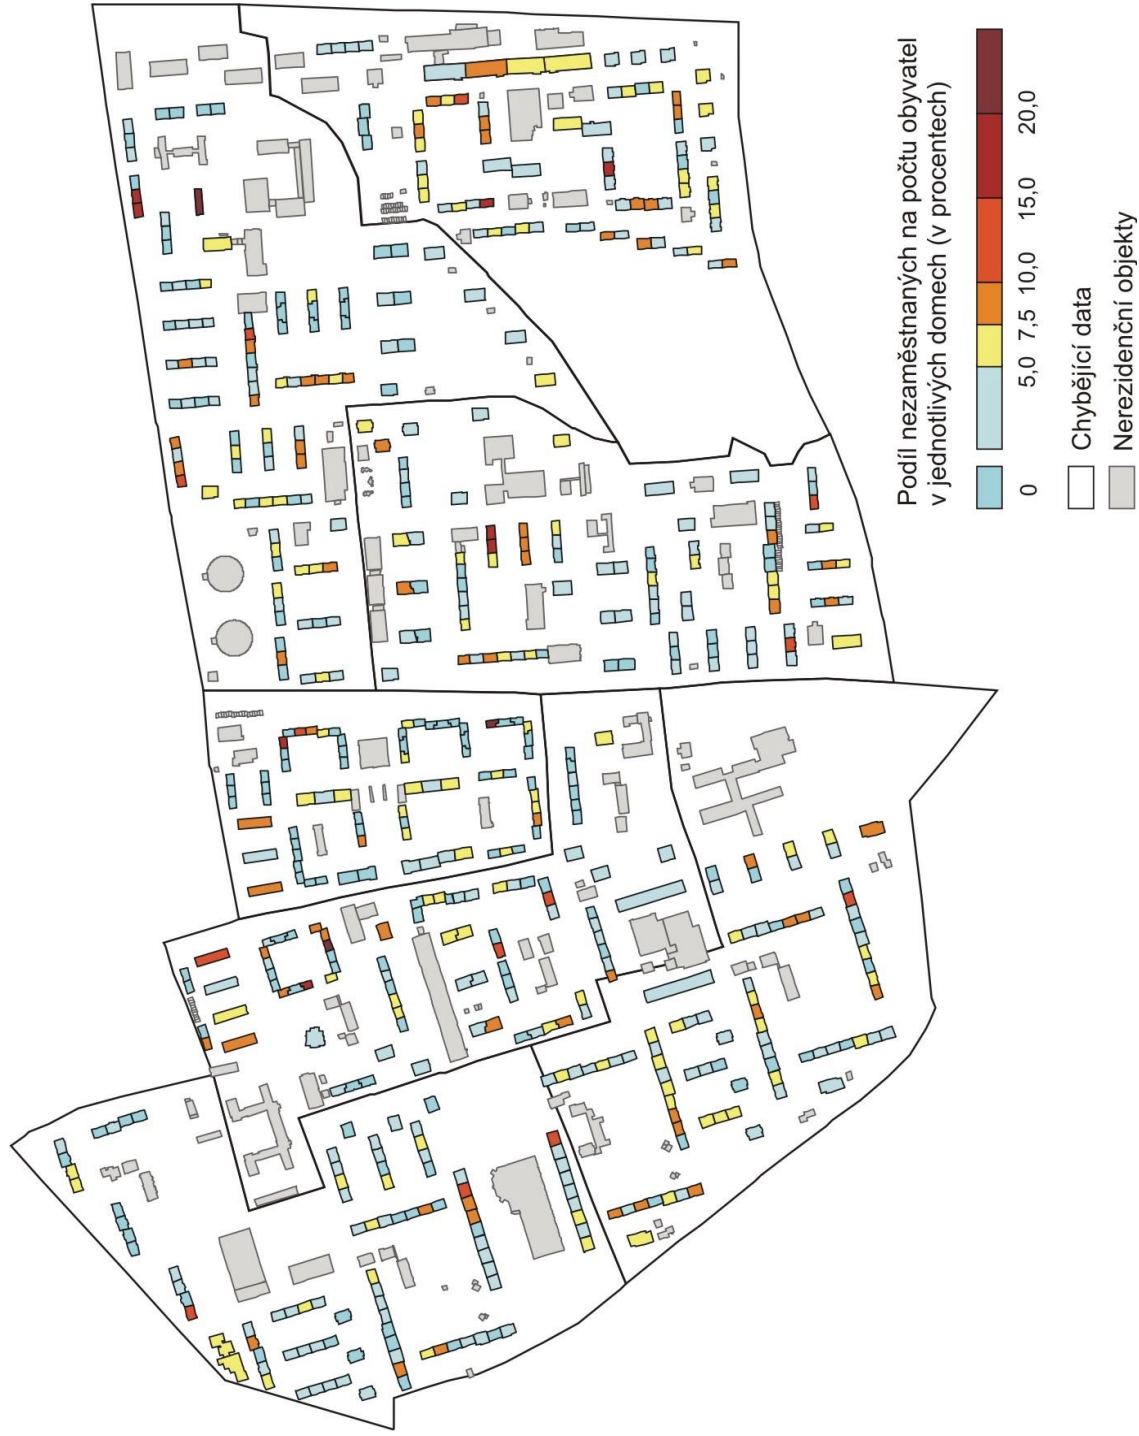 Podíl nezaměstnaných na počtu obyvatel
v jednotlivých domech (v procentech)
0 5,0 7,5 10,0 15,0 20,0
Chybějící data
Nerezidenční objekty